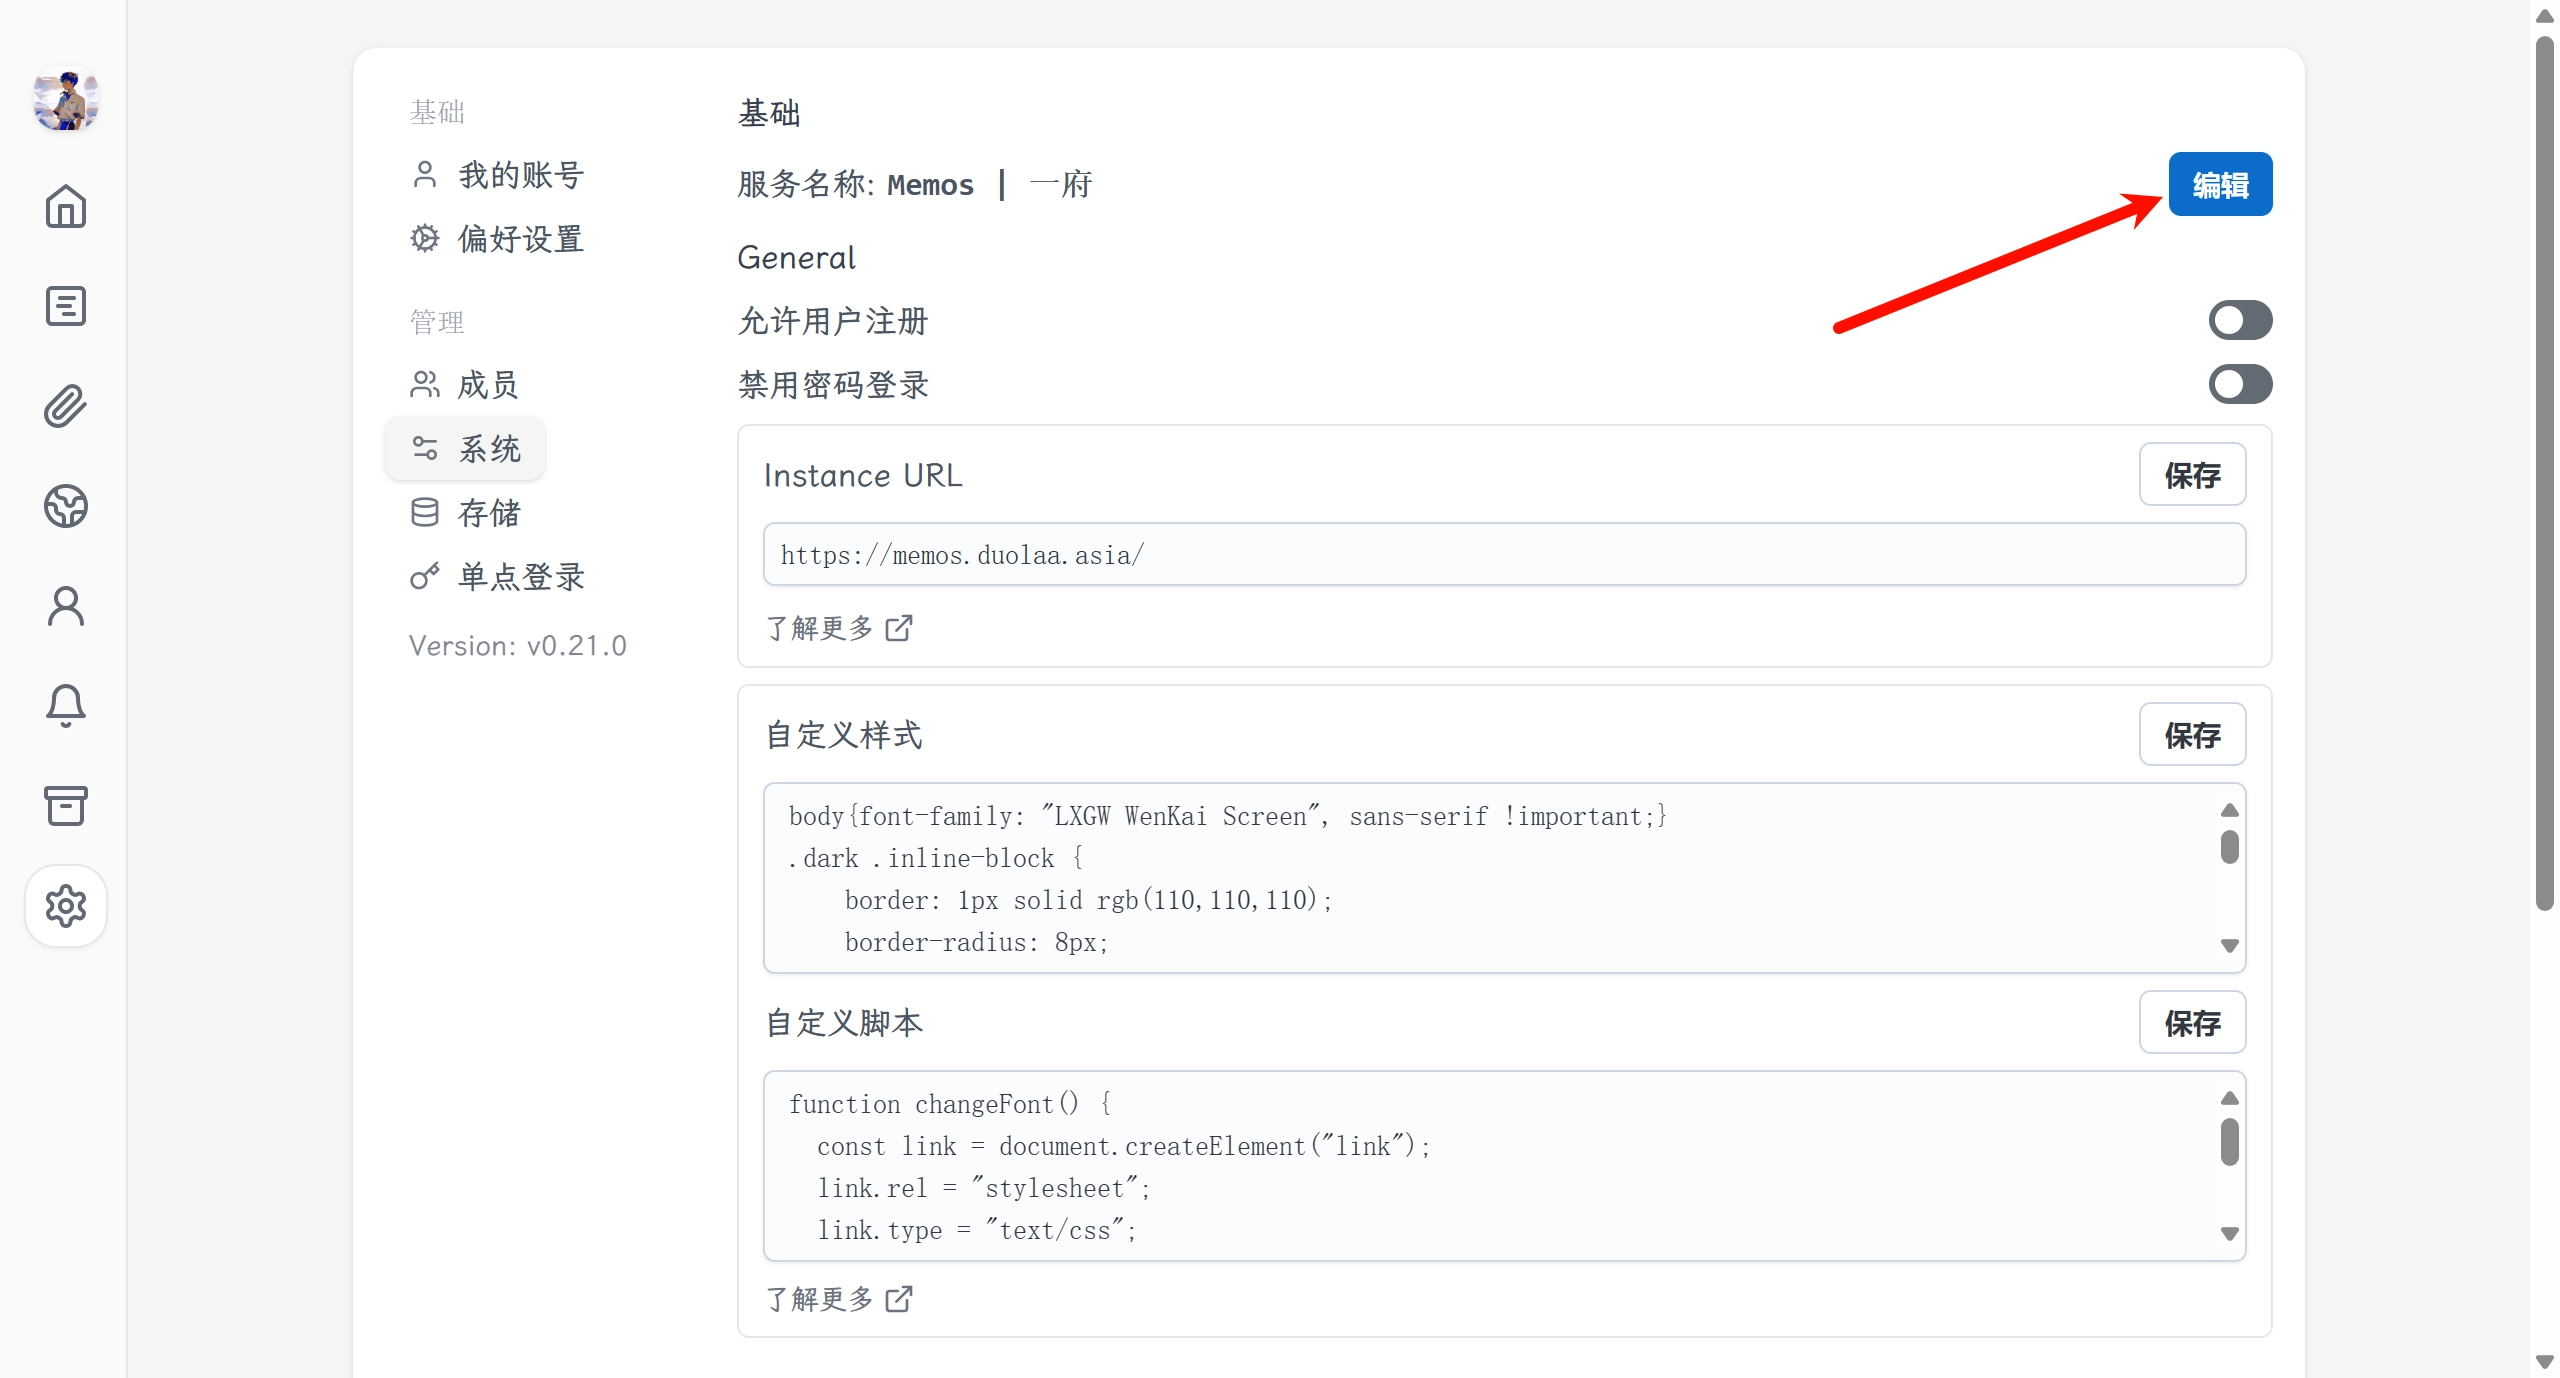 基础
我的账号
偏好设置
管理
成员
系统
存储
单点登录
Version: v0.21.0
基础
服务名称: Memos | 一府
编辑
General
允许用户注册
禁用密码登录
Instance URL
保存
https://memos.duolaa.asia/
了解更多
自定义样式
保存
body{font-family: "LXGW WenKai Screen", sans-serif !important;}
.dark .inline-block {
    border: 1px solid rgb(110,110,110);
    border-radius: 8px;
自定义脚本
保存
function changeFont() {
  const link = document.createElement("link");
  link.rel = "stylesheet";
  link.type = "text/css";
了解更多